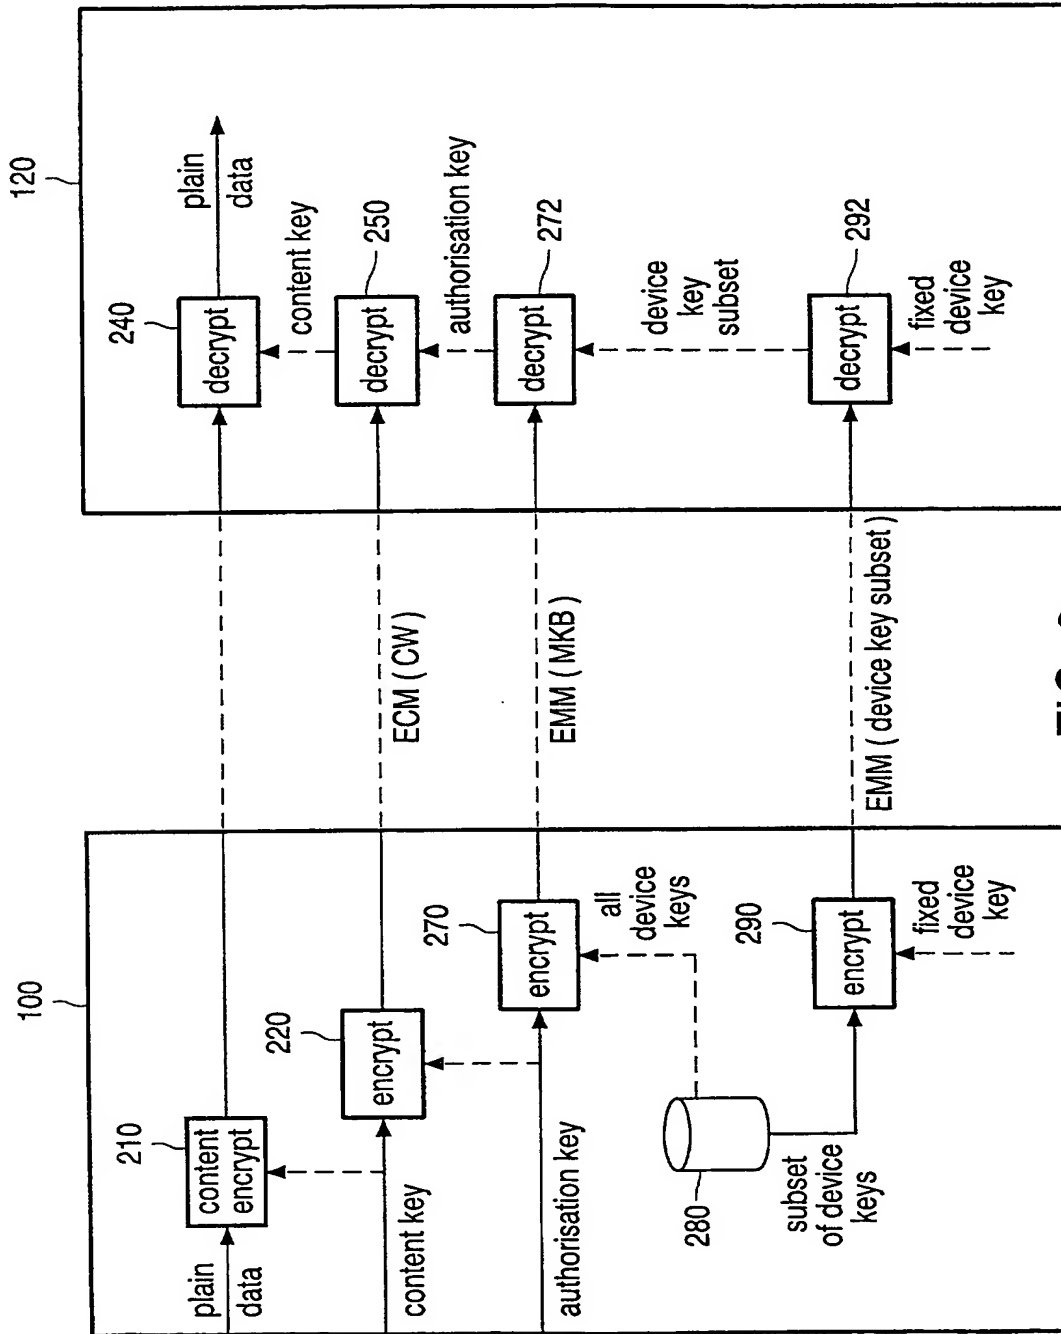 100
plain
data
210
content
encrypt
content key
220
encrypt
authorisation key
270
encrypt
all
device
keys
280
subset
of device
keys
290
encrypt
fixed
device
key
ECM ( CW )
EMM ( MKB )
EMM ( device key subset )
120
240
decrypt
plain
data
content key
250
decrypt
authorisation key
272
decrypt
device
key
subset
292
decrypt
fixed
device
key